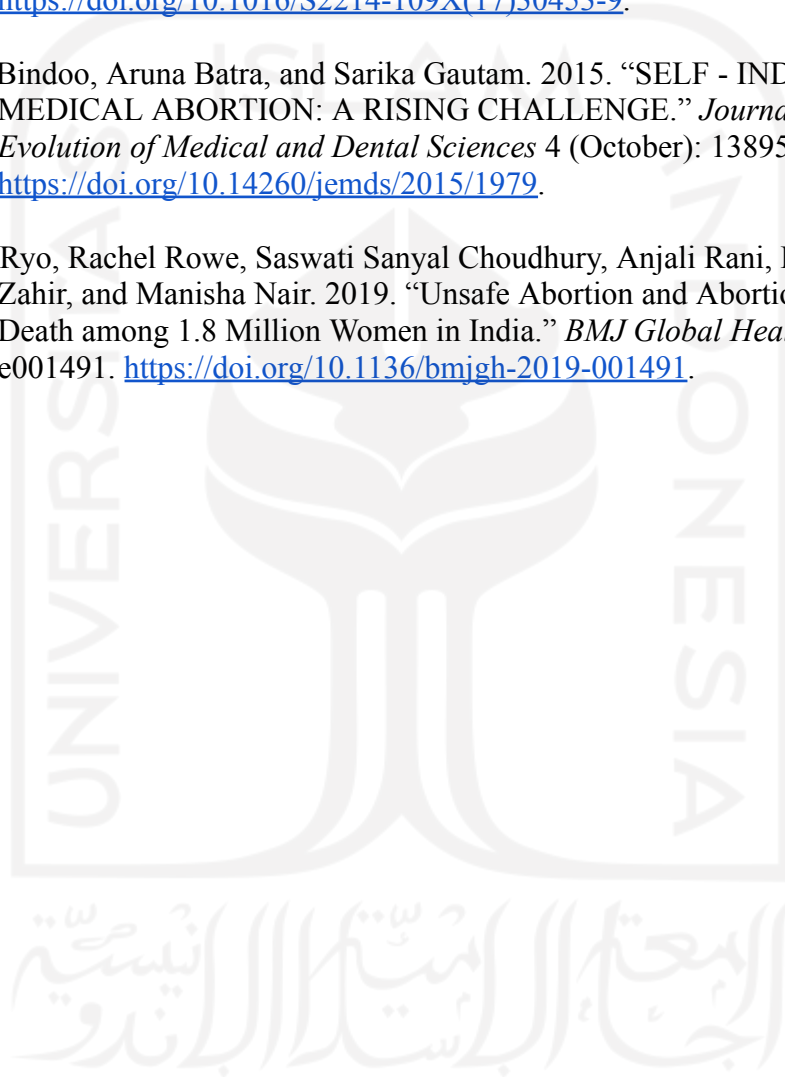 https://doi.org/10.1016/S2214-109X(17)30453-9.
Bindoo, Aruna Batra, and Sarika Gautam. 2015. “SELF - IND
MEDICAL ABORTION: A RISING CHALLENGE.” Journa
Evolution of Medical and Dental Sciences 4 (October): 13895
https://doi.org/10.14260/jemds/2015/1979.
Ryo, Rachel Rowe, Saswati Sanyal Choudhury, Anjali Rani,
Zahir, and Manisha Nair. 2019. “Unsafe Abortion and Abortio
Death among 1.8 Million Women in India.” BMJ Global Heal
e001491. https://doi.org/10.1136/bmjgh-2019-001491.
ISLAM
UNIVERSITAS
INDONESIA